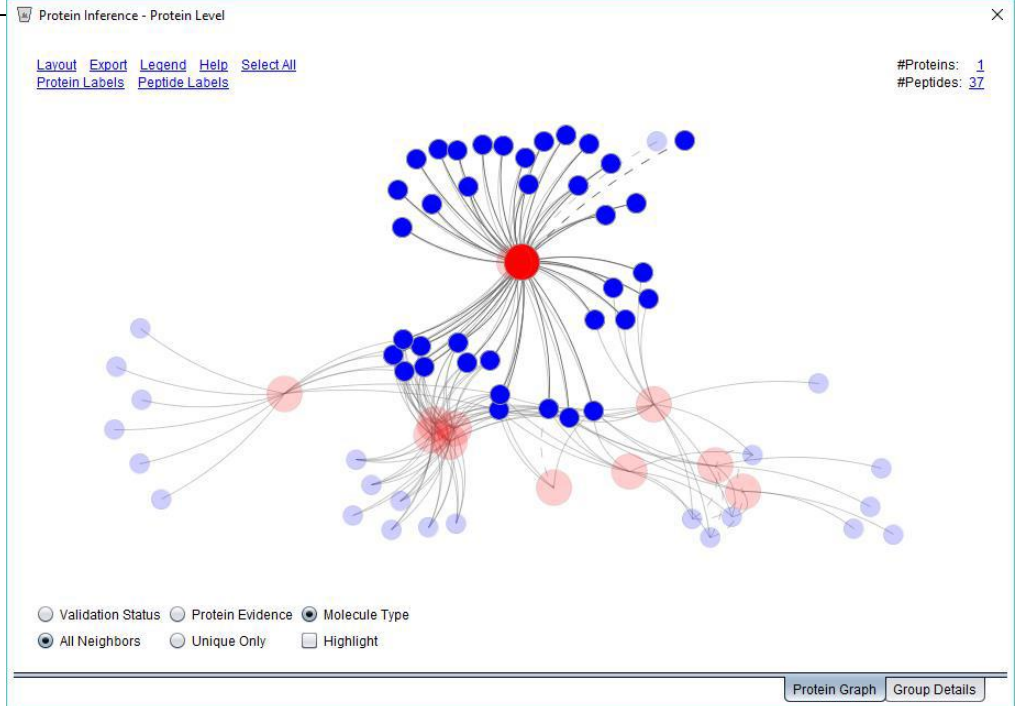 Protein Inference - Protein Level
Layout Export Legend Help Select All
Protein Labels Peptide Labels
#Proteins: 1
#Peptides: 37
Validation Status Protein Evidence Molecule Type
All Neighbors Unique Only Highlight
Protein Graph Group Details